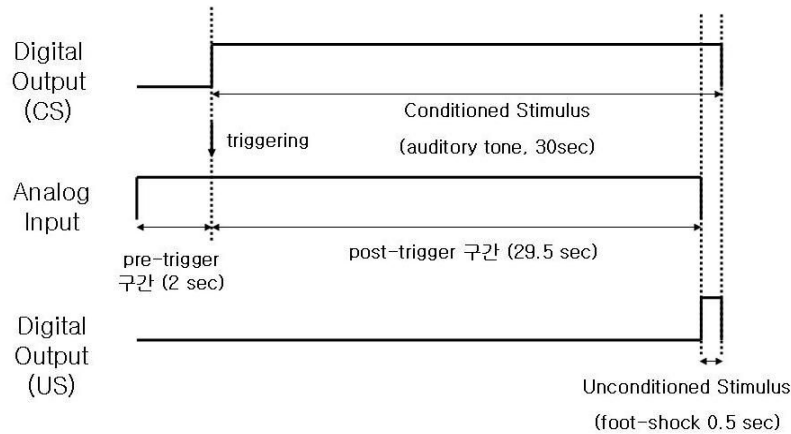 Digital
Output
(CS)
Conditioned Stimulus
(auditory tone, 30sec)
triggering
Analog
Input
pre-trigger
구간 (2 sec)
post-trigger 구간 (29.5 sec)
Digital
Output
(US)
Unconditioned Stimulus
(foot-shock 0.5 sec)